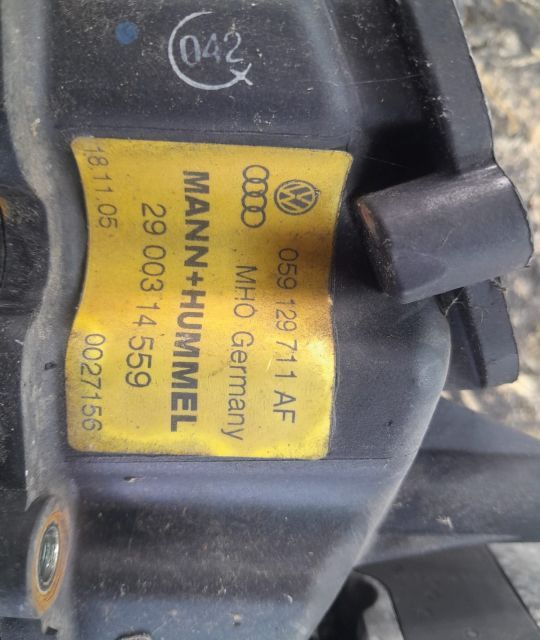 042
059 129 711 AF
MHO Germany
MANN+HUMMEL
29 003 14 559
18.11.05 0027156